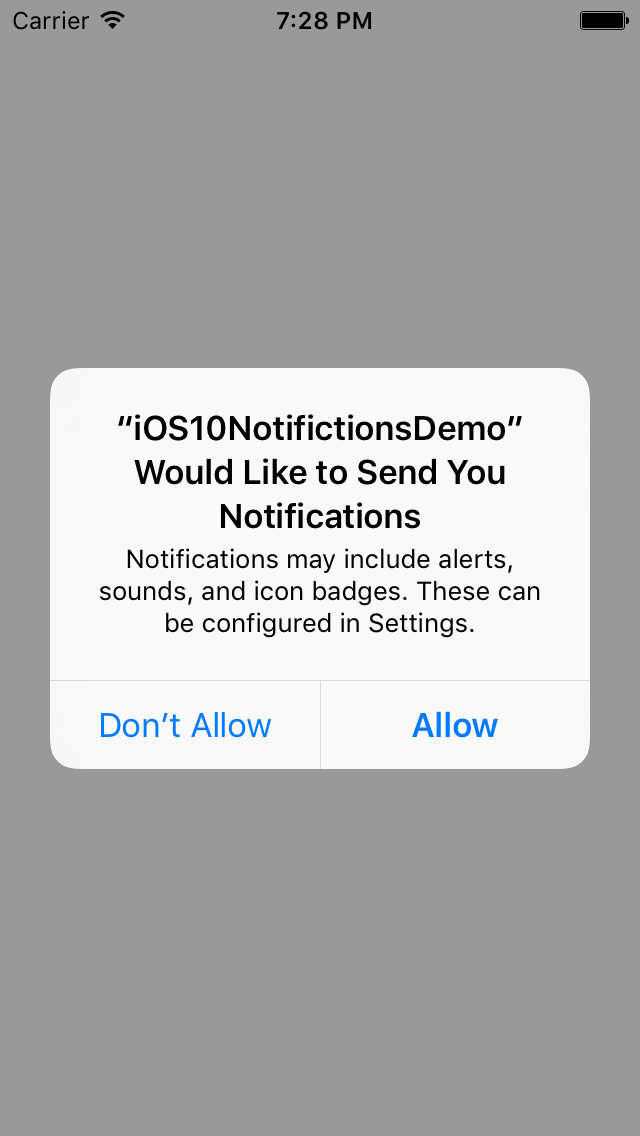 Carrier 7:28 PM
“iOS10NotifictionsDemo”
Would Like to Send You
Notifications
Notifications may include alerts,
sounds, and icon badges. These can
be configured in Settings.
Don’t Allow Allow